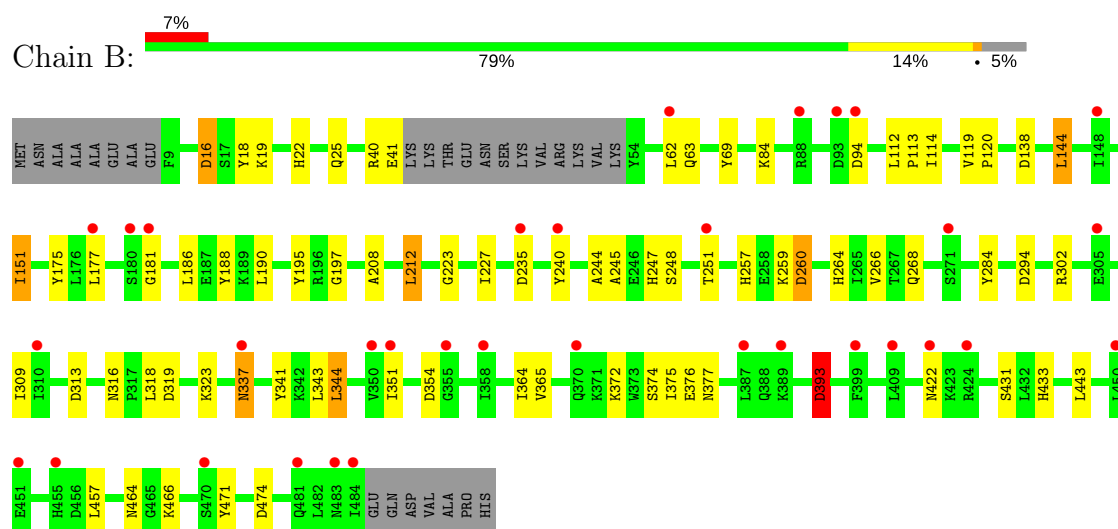 7%
Chain B:
79% 14% • 5%
MET ASN ALA ALA ALA GLU ALA GLU F9 D16 S17 Y18 K19 H22 Q25 R40 E41 LYS LYS THR GLU ASN SER LYS VAL ARG LYS VAL LYS Y54 L62 Q63 Y69 K84 R88 D93 D94 L112 P113 I114 V119 P120 D138 L144 I148
I151 Y175 L176 L177 S180 G181 L186 E187 Y188 K189 L190 Y195 R196 G197 A208 L212 G223 I227 D235 Y240 A244 A245 E246 H247 S248 T251 H257 E258 K259 D260 H264 I265 V266 T267 Q268 S271 Y284 D294 R302 E305
I309 I310 D313 N316 P317 L318 D319 K323 N337 Y341 K342 L343 L344 V350 I351 D354 G355 I358 I364 V365 Q370 K371 K372 W373 S374 I375 E376 N377 L387 Q388 K389 D393 F399 L409 N422 K423 R424 S431 L432 H433 L443 L450
E451 H455 D456 L457 N464 G465 K466 S470 Y471 D474 Q481 L482 N483 I484 GLU GLN ASP VAL ALA PRO HIS